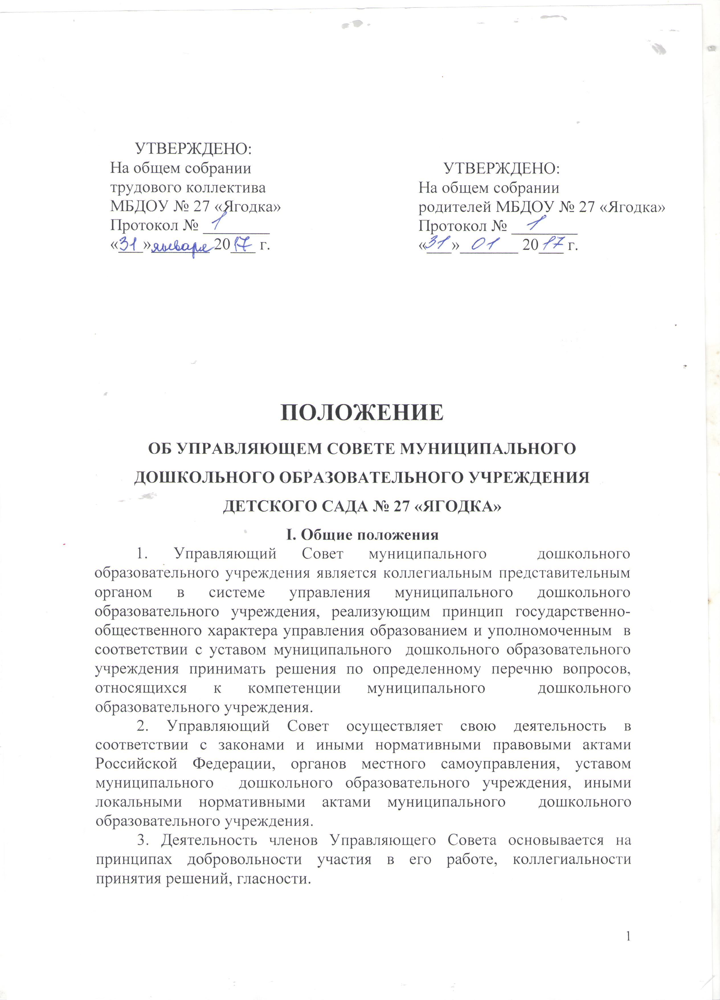 УТВЕРЖДЕНО:
На общем собрании
трудового коллектива
МБДОУ № 27 «Ягодка»
Протокол № 1
«31» января 2017 г.
УТВЕРЖДЕНО:
На общем собрании
родителей МБДОУ № 27 «Ягодка»
Протокол № 1
«31» 01 2017 г.
ПОЛОЖЕНИЕ
ОБ УПРАВЛЯЮЩЕМ СОВЕТЕ МУНИЦИПАЛЬНОГО
ДОШКОЛЬНОГО ОБРАЗОВАТЕЛЬНОГО УЧРЕЖДЕНИЯ
ДЕТСКОГО САДА № 27 «ЯГОДКА»
I. Общие положения
1. Управляющий Совет муниципального дошкольного
образовательного учреждения является коллегиальным представительным
органом в системе управления муниципального дошкольного
образовательного учреждения, реализующим принцип государственно-
общественного характера управления образованием и уполномоченным в
соответствии с уставом муниципального дошкольного образовательного
учреждения принимать решения по определенному перечню вопросов,
относящихся к компетенции муниципального дошкольного
образовательного учреждения.
2. Управляющий Совет осуществляет свою деятельность в
соответствии с законами и иными нормативными правовыми актами
Российской Федерации, органов местного самоуправления, уставом
муниципального дошкольного образовательного учреждения, иными
локальными нормативными актами муниципального дошкольного
образовательного учреждения.
3. Деятельность членов Управляющего Совета основывается на
принципах добровольности участия в его работе, коллегиальности
принятия решений, гласности.
1